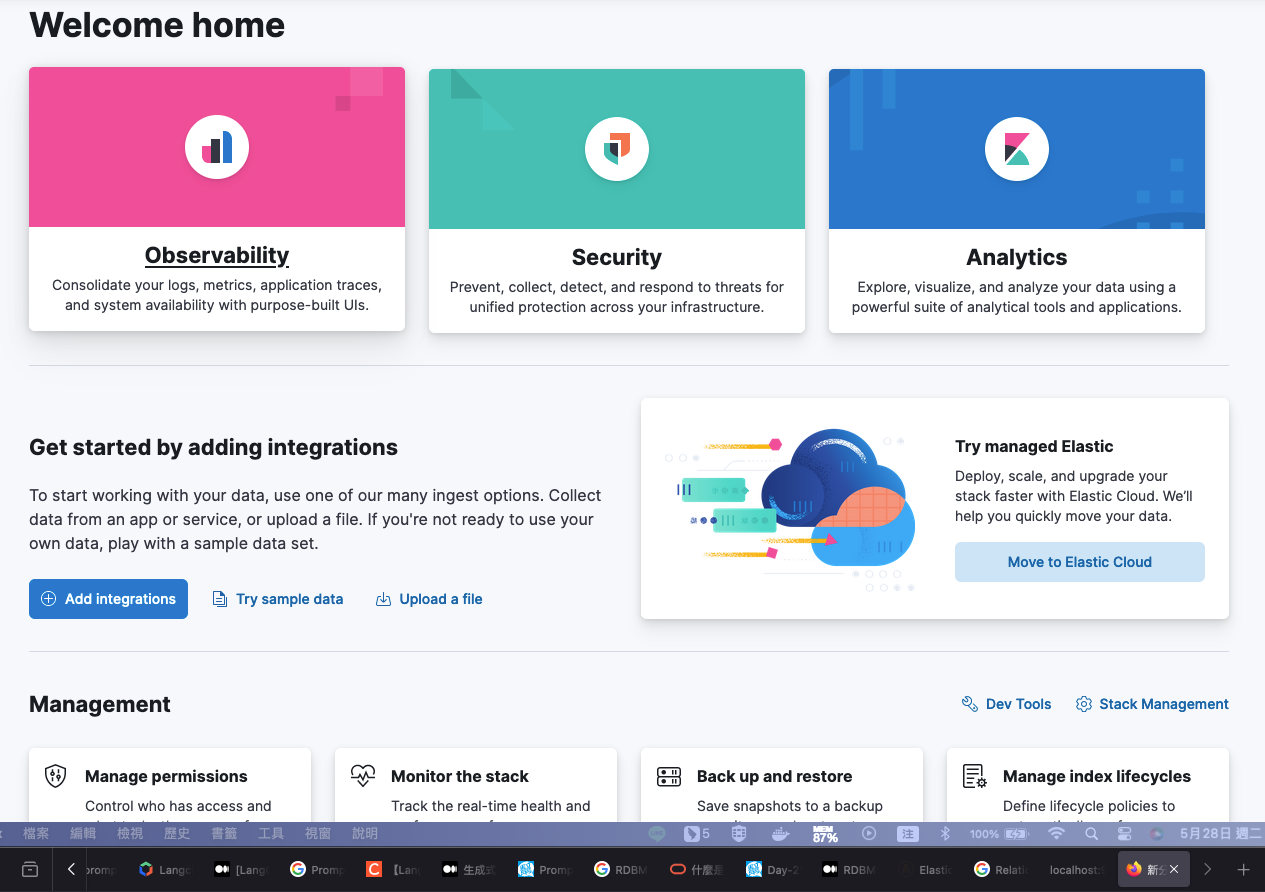 Welcome home
Observability
Consolidate your logs, metrics, application traces,
and system availability with purpose-built UIs.
Security
Prevent, collect, detect, and respond to threats for
unified protection across your infrastructure.
Analytics
Explore, visualize, and analyze your data using a
powerful suite of analytical tools and applications.
Get started by adding integrations
To start working with your data, use one of our many ingest options. Collect
data from an app or service, or upload a file. If you're not ready to use your
own data, play with a sample data set.
Add integrations
Try sample data
Upload a file
Try managed Elastic
Deploy, scale, and upgrade your
stack faster with Elastic Cloud. We'll
help you quickly move your data.
Move to Elastic Cloud
Management
Dev Tools
Stack Management
Manage permissions
Control who has access and
Monitor the stack
Track the real-time health and
Back up and restore
Save snapshots to a backup
Manage index lifecycles
Define lifecycle policies to
檔案 編輯 檢視 歷史 書籤 工具 視窗 說明
5 MEM 87% 注 100% 5月28日 週二
Lang [Lang Promp 【Lan 生成式 Promp RDBM 什麼是 Day-2 RDBM Elastic Relati localhost: 新分